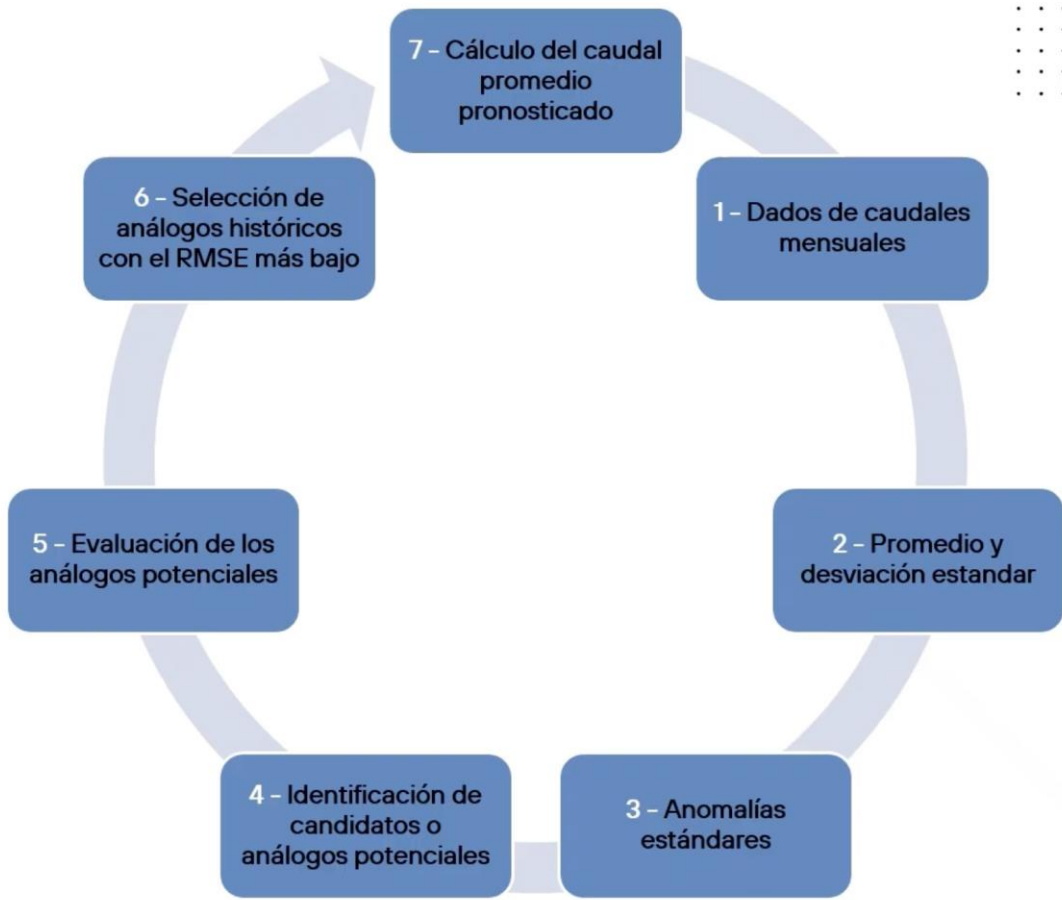 7 - Cálculo del caudal
promedio
pronosticado
1 - Dados de caudales
mensuales
2 - Promedio y
desviación estandar
3 - Anomalías
estándares
4 - Identificación de
candidatos o
análogos potenciales
5 - Evaluación de los
análogos potenciales
6 - Selección de
análogos históricos
con el RMSE más bajo